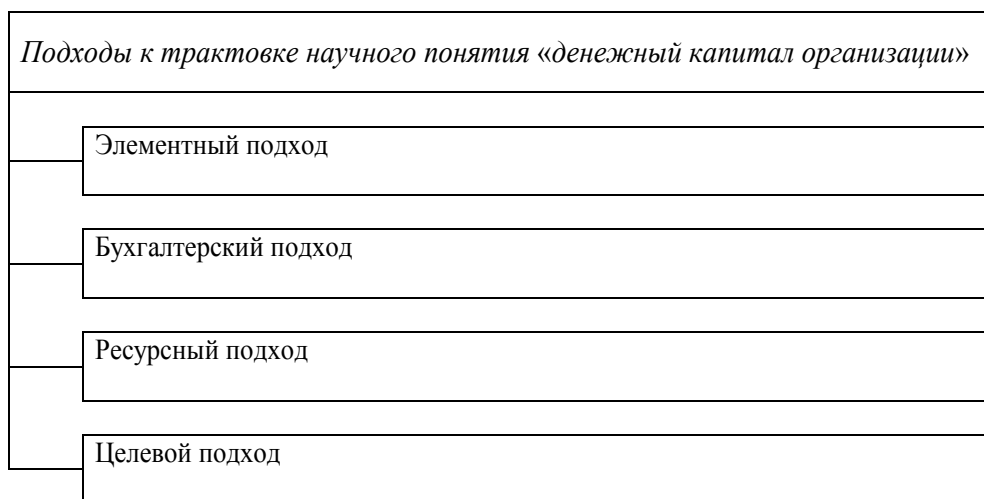 Подходы к трактовке научного понятия «денежный капитал организации»
Элементный подход
Бухгалтерский подход
Ресурсный подход
Целевой подход